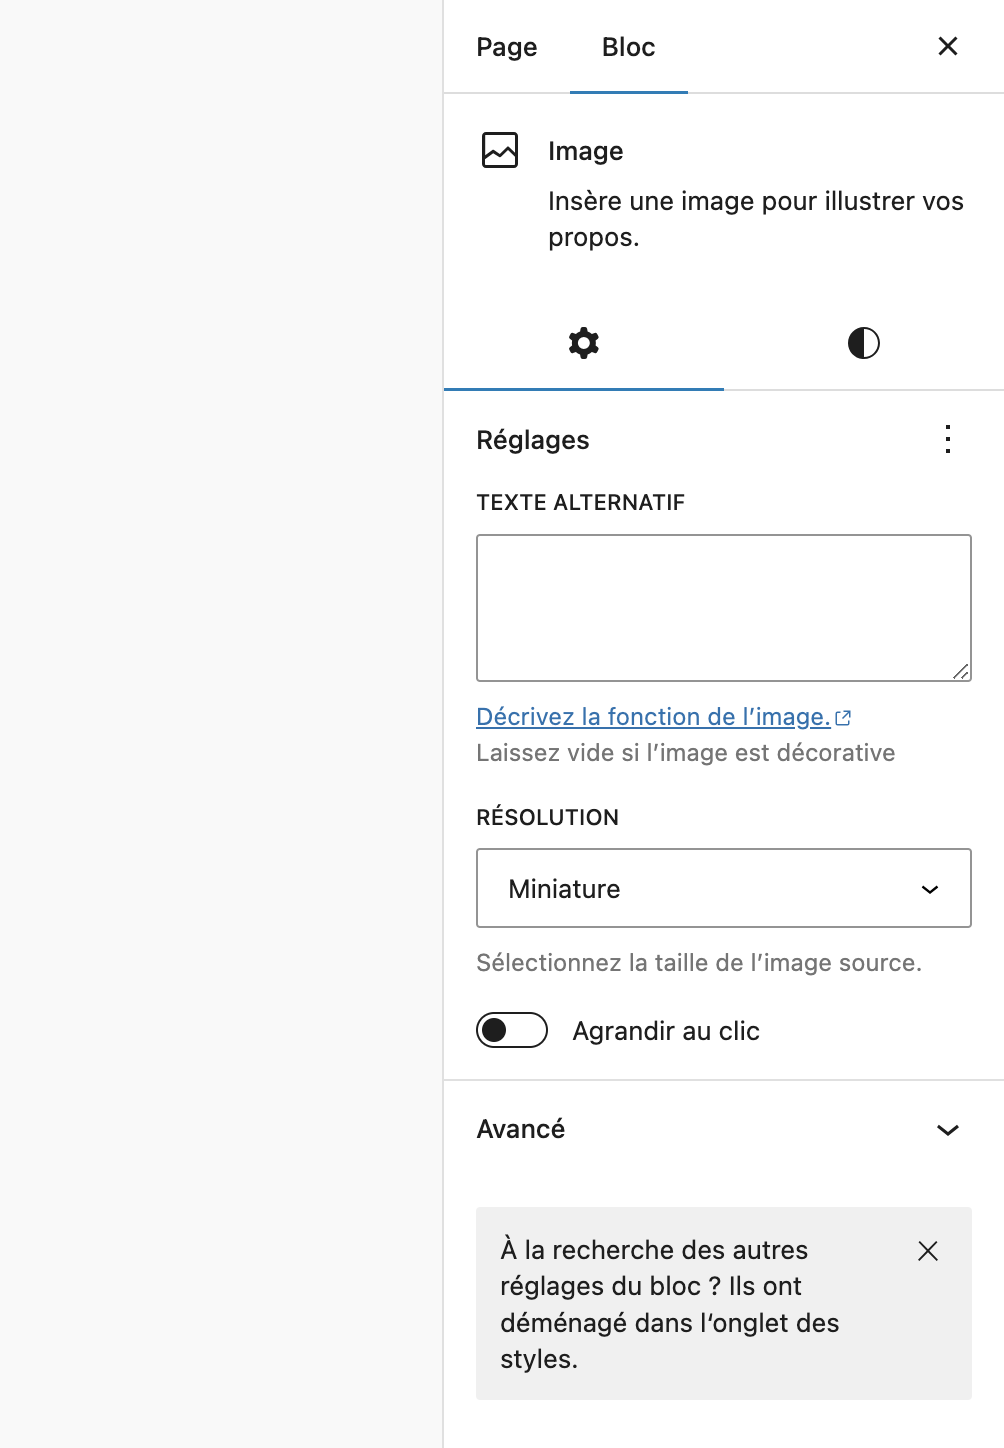 Page Bloc
Image
Insère une image pour illustrer vos
propos.
Réglages
TEXTE ALTERNATIF
Décrivez la fonction de l’image.
Laissez vide si l’image est décorative
RÉSOLUTION
Miniature
Sélectionnez la taille de l’image source.
Agrandir au clic
Avancé
À la recherche des autres
réglages du bloc ? Ils ont
déménagé dans l‘onglet des
styles.